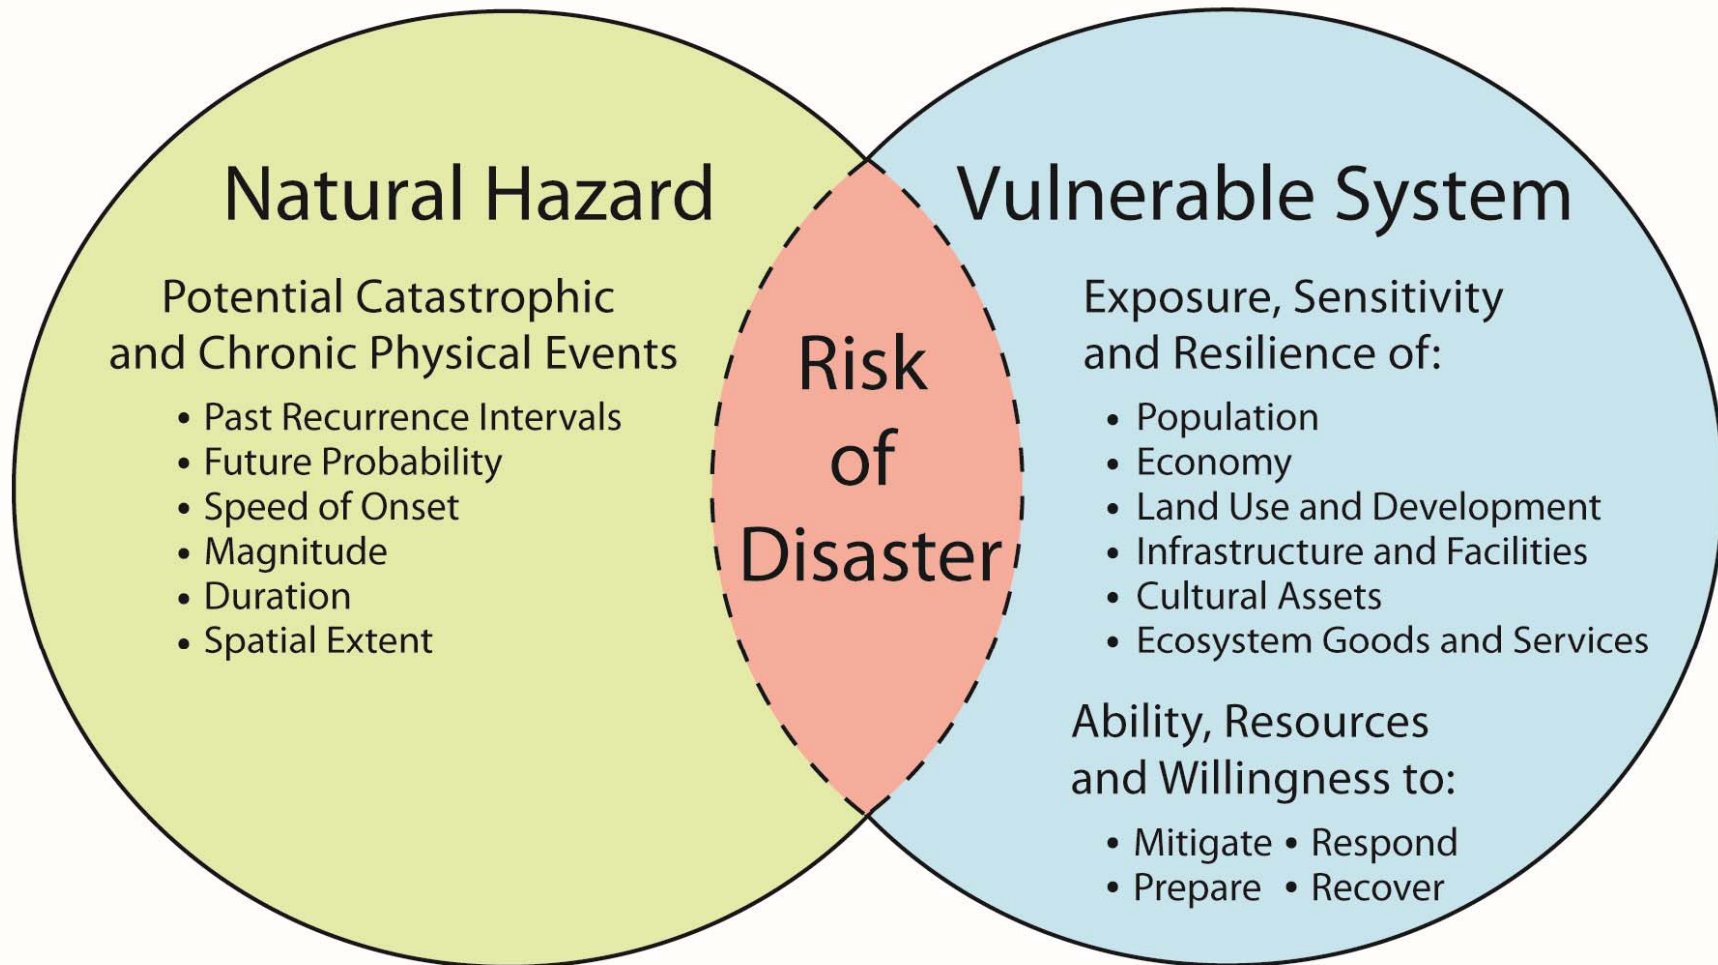 Natural Hazard
Potential Catastrophic
and Chronic Physical Events
• Past Recurrence Intervals
• Future Probability
• Speed of Onset
• Magnitude
• Duration
• Spatial Extent
Risk
of
Disaster
Vulnerable System
Exposure, Sensitivity
and Resilience of:
• Population
• Economy
• Land Use and Development
• Infrastructure and Facilities
• Cultural Assets
• Ecosystem Goods and Services
Ability, Resources
and Willingness to:
• Mitigate • Respond
• Prepare • Recover